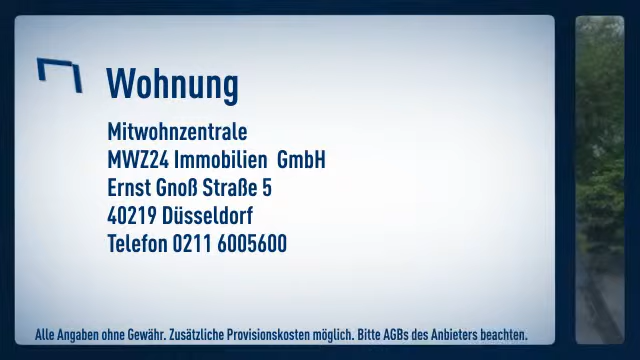 Wohnung
Mitwohnzentrale
MWZ24 Immobilien GmbH
Ernst Gnoß Straße 5
40219 Düsseldorf
Telefon 0211 6005600
Alle Angaben ohne Gewähr. Zusätzliche Provisionskosten möglich. Bitte AGBs des Anbieters beachten.